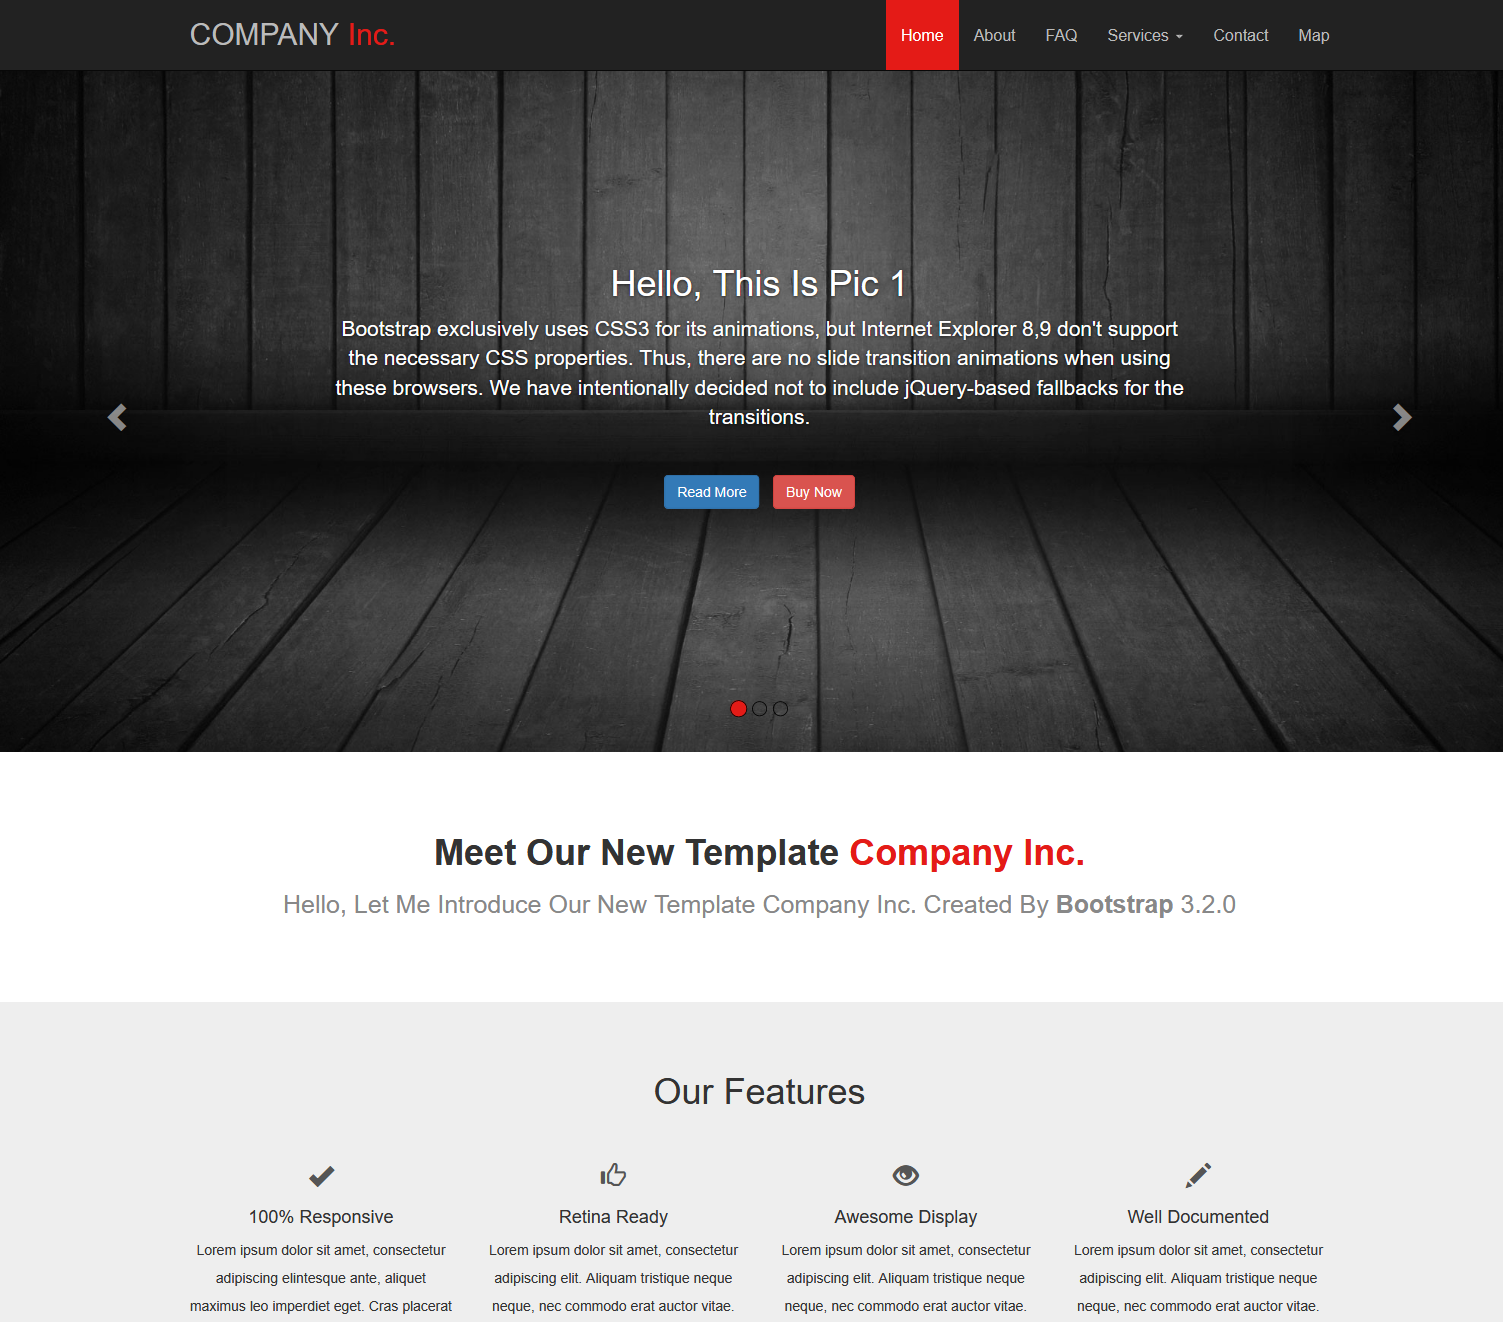 COMPANY Inc.
Home About FAQ Services Contact Map
Hello, This Is Pic 1
Bootstrap exclusively uses CSS3 for its animations, but Internet Explorer 8,9 don't support
the necessary CSS properties. Thus, there are no slide transition animations when using
these browsers. We have intentionally decided not to include jQuery-based fallbacks for the
transitions.
Read More Buy Now
Meet Our New Template Company Inc.
Hello, Let Me Introduce Our New Template Company Inc. Created By Bootstrap 3.2.0
Our Features
100% Responsive
Lorem ipsum dolor sit amet, consectetur
adipiscing elintesque ante, aliquet
maximus leo imperdiet eget. Cras placerat
Retina Ready
Lorem ipsum dolor sit amet, consectetur
adipiscing elit. Aliquam tristique neque
neque, nec commodo erat auctor vitae.
Awesome Display
Lorem ipsum dolor sit amet, consectetur
adipiscing elit. Aliquam tristique neque
neque, nec commodo erat auctor vitae.
Well Documented
Lorem ipsum dolor sit amet, consectetur
adipiscing elit. Aliquam tristique neque
neque, nec commodo erat auctor vitae.